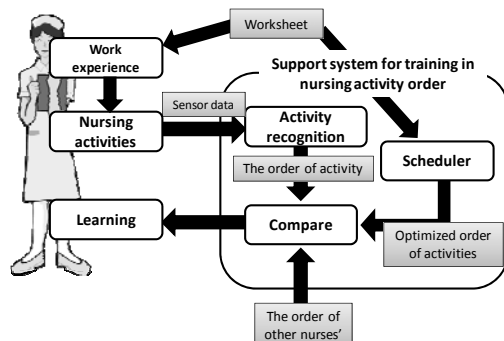 Worksheet
Work
experience
Support system for training in
nursing activity order
Sensor data
Nursing
activities
Activity
recognition
Scheduler
The order of activity
Learning
Compare
Optimized order
of activities
The order of
other nurses’